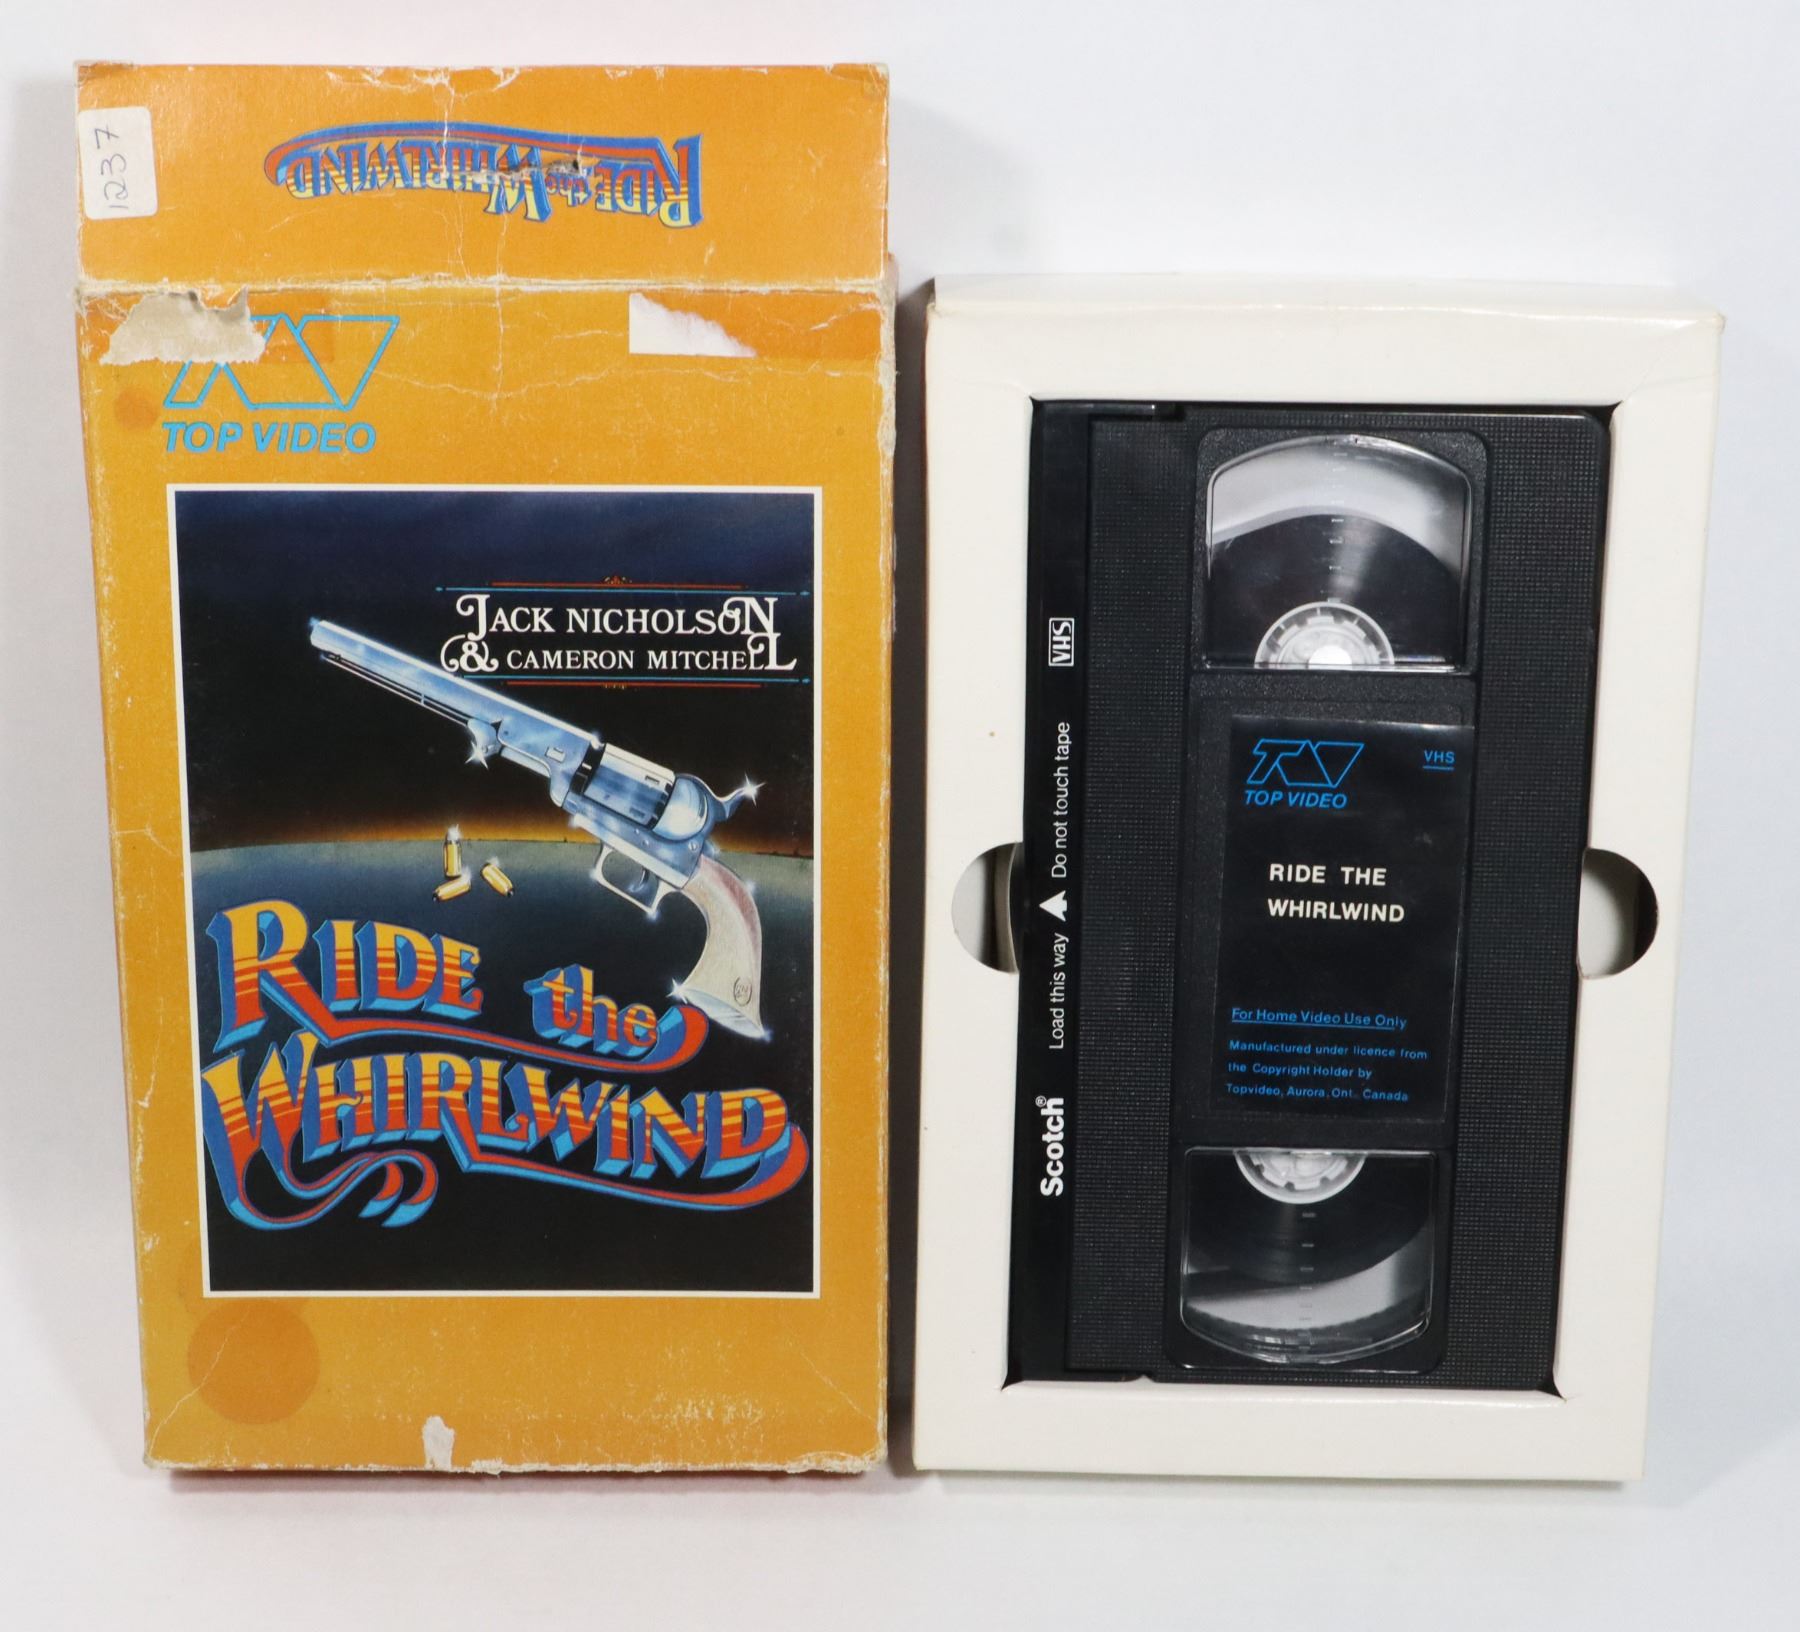 1237
RIDE the WHIRLWIND
TOP VIDEO
JACK NICHOLSON
& CAMERON MITCHELL
RIDE the
WHIRLWIND
VHS
Do not touch tape
Load this way
Scotch®
TOP VIDEO
VHS
RIDE THE
WHIRLWIND
For Home Video Use Only
Manufactured under licence from
the Copyright Holder by
Topvideo, Aurora, Ont. Canada